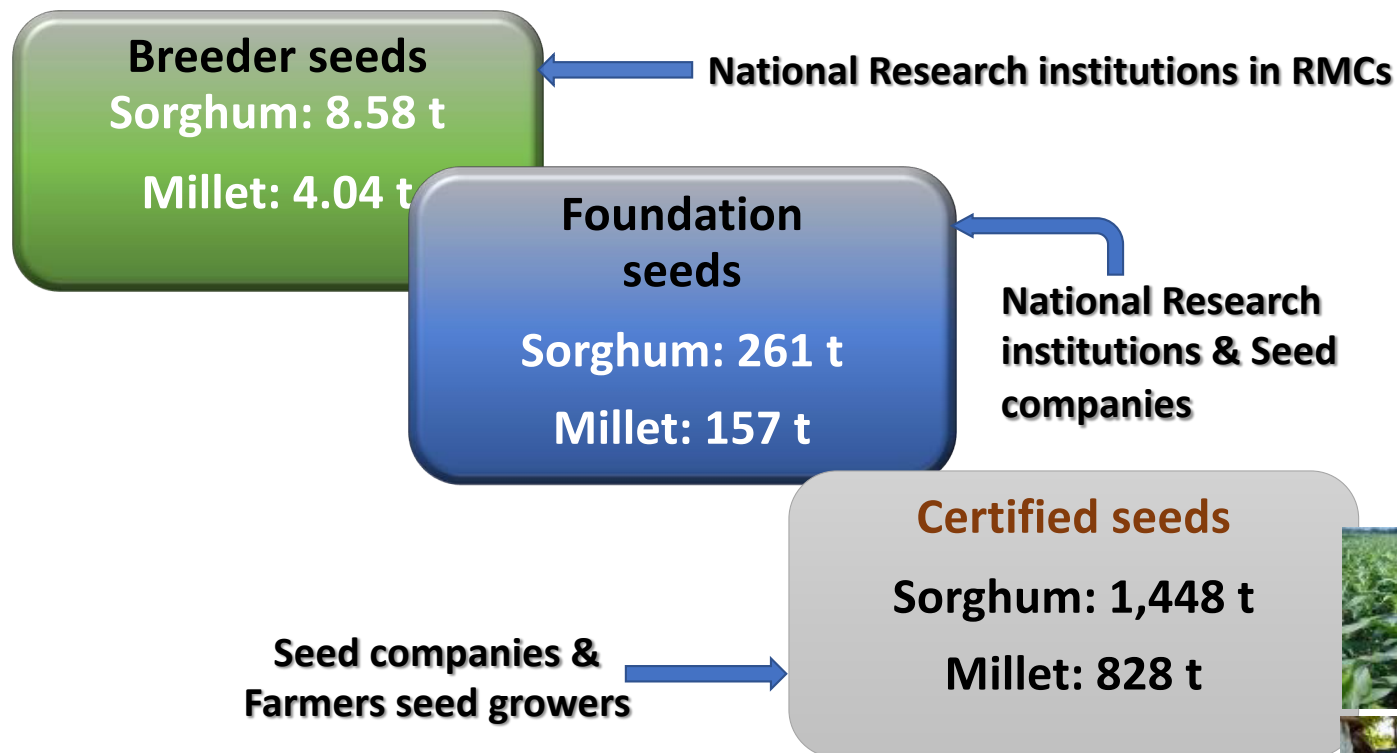 Breeder seeds
Sorghum: 8.58 t
Millet: 4.04 t
National Research institutions in RMCs
Foundation
seeds
Sorghum: 261 t
Millet: 157 t
National Research
institutions & Seed
companies
Certified seeds
Sorghum: 1,448 t
Millet: 828 t
Seed companies &
Farmers seed growers